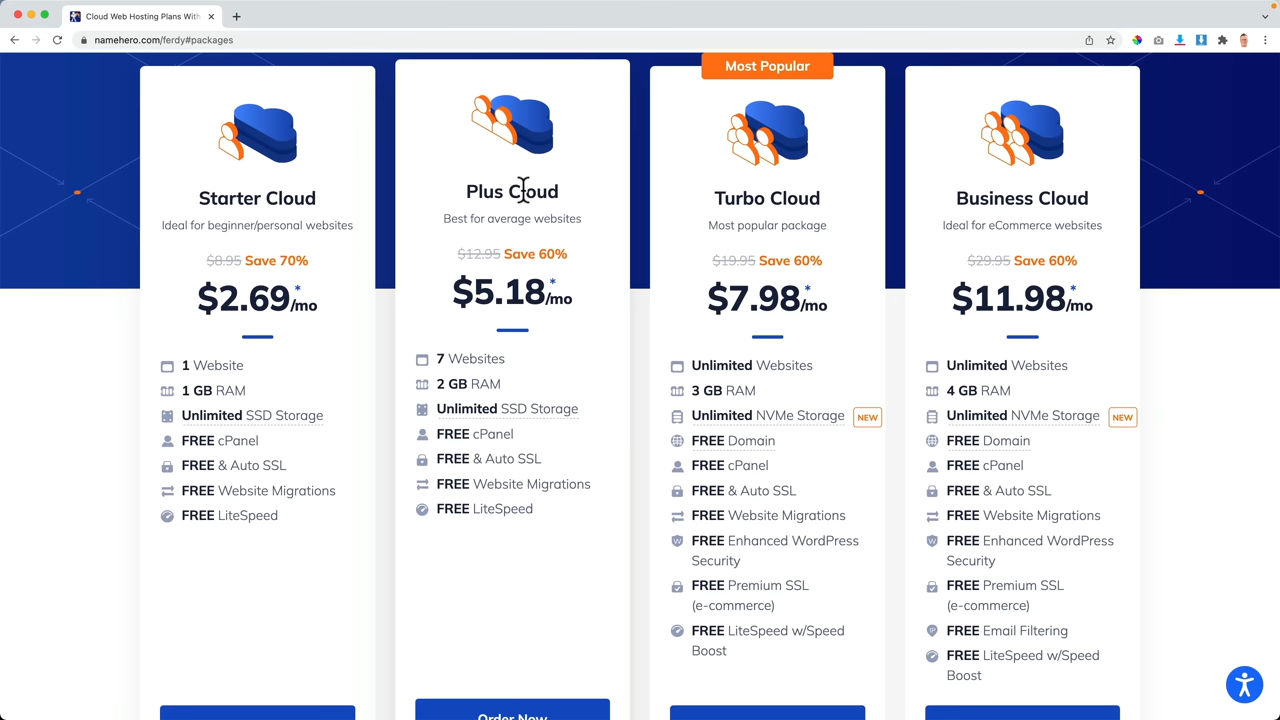 Cloud Web Hosting Plans With
namehero.com/ferdy#packages
Starter Cloud
Ideal for beginner/personal websites
$8.95 Save 70%
$2.69/mo*
1 Website
1 GB RAM
Unlimited SSD Storage
FREE cPanel
FREE & Auto SSL
FREE Website Migrations
FREE LiteSpeed
Plus Cloud
Best for average websites
$12.95 Save 60%
$5.18/mo*
7 Websites
2 GB RAM
Unlimited SSD Storage
FREE cPanel
FREE & Auto SSL
FREE Website Migrations
FREE LiteSpeed
Order Now
Most Popular
Turbo Cloud
Most popular package
$19.95 Save 60%
$7.98/mo*
Unlimited Websites
3 GB RAM
Unlimited NVMe Storage NEW
FREE Domain
FREE cPanel
FREE & Auto SSL
FREE Website Migrations
FREE Enhanced WordPress
Security
FREE Premium SSL
(e-commerce)
FREE LiteSpeed w/Speed
Boost
Business Cloud
Ideal for eCommerce websites
$29.95 Save 60%
$11.98/mo*
Unlimited Websites
4 GB RAM
Unlimited NVMe Storage NEW
FREE Domain
FREE cPanel
FREE & Auto SSL
FREE Website Migrations
FREE Enhanced WordPress
Security
FREE Premium SSL
(e-commerce)
FREE Email Filtering
FREE LiteSpeed w/Speed
Boost